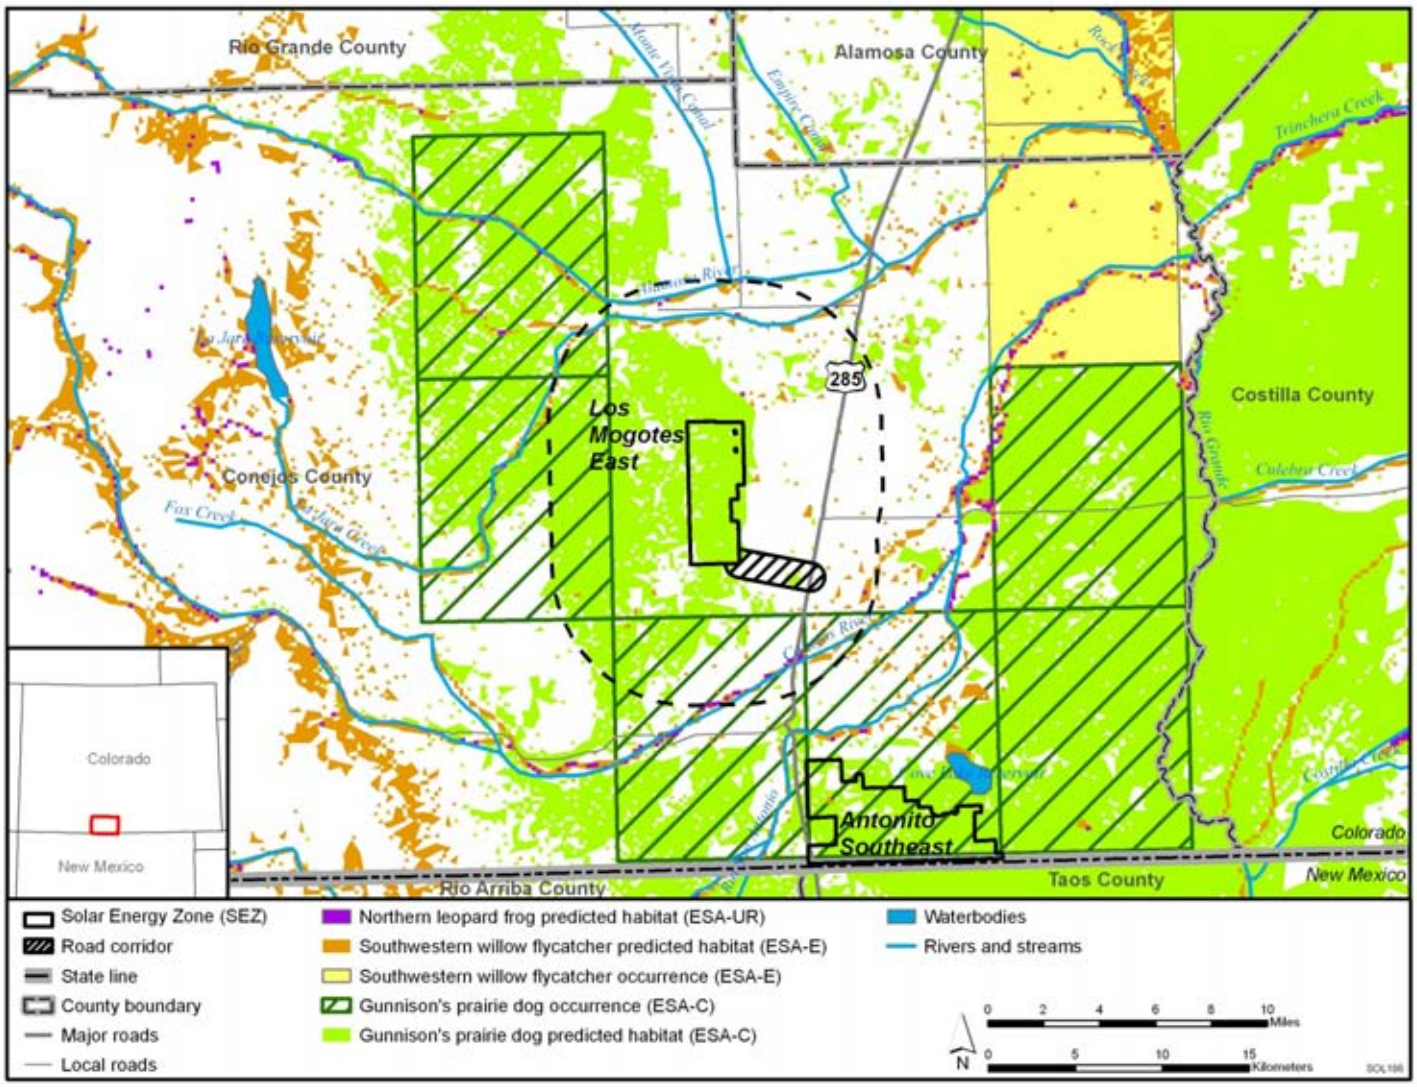 Rio Grande County
Alamosa County
Monte Vista Canal
Empire Canal
Rock Creek
Trinchera Creek
Alamosa River
La Jara Reservoir
285
Los
Mogotes
East
Costilla County
Rio Grande
Culebra Creek
Conejos County
Fox Creek
La Jara Creek
Conejos River
Cove Lake Reservoir
Costilla Creek
Colorado
New Mexico
Antonito
Southeast
Antonio
Colorado
New Mexico
Rio Arriba County
Taos County
Solar Energy Zone (SEZ)
Road corridor
State line
County boundary
Major roads
Local roads
Northern leopard frog predicted habitat (ESA-UR)
Southwestern willow flycatcher predicted habitat (ESA-E)
Southwestern willow flycatcher occurrence (ESA-E)
Gunnison's prairie dog occurrence (ESA-C)
Gunnison's prairie dog predicted habitat (ESA-C)
Waterbodies
Rivers and streams
N
0 2 4 6 8 10
Miles
0 5 10 15
Kilometers
SOL186